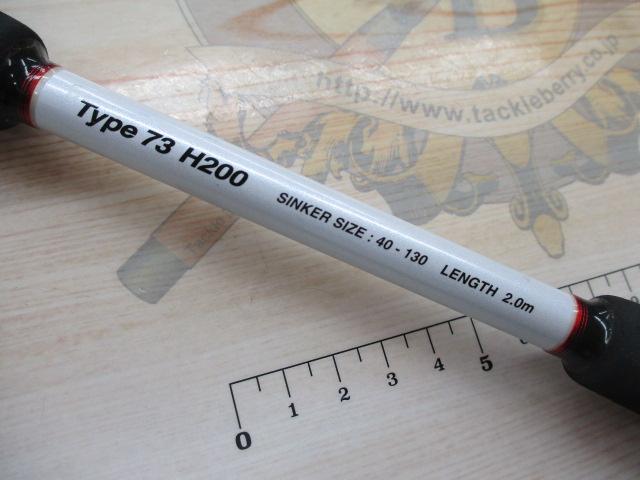 http://www.tackleberry.co.jp
Type 73 H200 SINKER SIZE : 40 - 130 LENGTH 2.0m
0 1 2 3 4 5